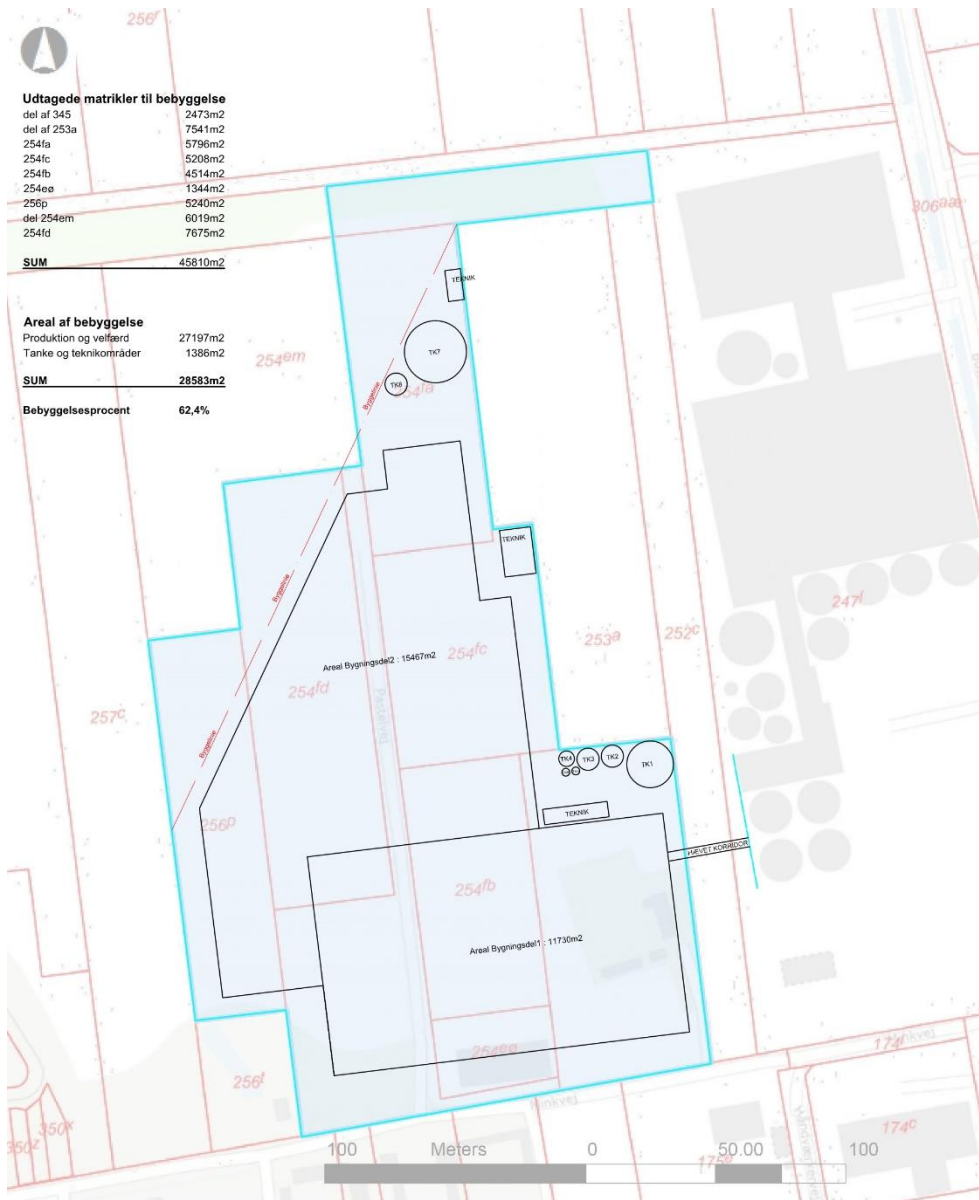 256f
Udtagede matrikler til bebyggelse
del af 345 2473m2
del af 253a 7541m2
254fa 5796m2
254fc 5208m2
254fb 4514m2
254eø 1344m2
256p 5240m2
del 254em 6019m2
254fd 7675m2
SUM 45810m2
306aæ
TEKNIK
Areal af bebyggelse
Produktion og velfærd 27197m2
Tanke og teknikområder 1386m2
SUM 28583m2
Bebyggelsesprocent 62,4%
254em
TK7
TK8
254fa
Byggelinie
TEKNIK
Byggelinie
247f
253a
252c
254fc
Areal Bygningsdel2 : 15467m2
254fd
257c
Byggelinie
TK4
TK3
TK2
TK1
TEKNIK
256p
HÆVET KORRIDOR
254fb
Areal Bygningsdel1 : 11730m2
254eø
174f
256f
350x
174c
100 Meters 0 50.00 100